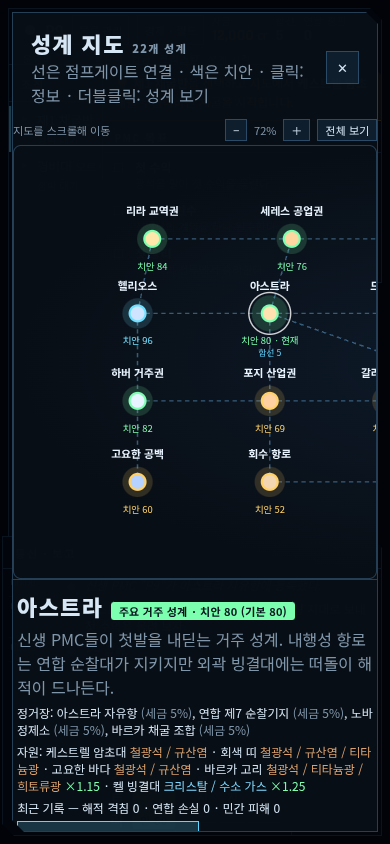 성계 지도 22개 성계
선은 점프게이트 연결 · 색은 치안 · 클릭:
정보 · 더블클릭: 성계 보기
×
지도를 스크롤해 이동
−
72%
+
전체 보기
리라 교역권
세레스 공업권
치안 84
치안 76
헬리오스
아스트라
치안 96
치안 80 · 현재
함선 5
하버 거주권
포지 산업권
치안 82
치안 69
고요한 공백
회수 항로
치안 60
치안 52
아스트라 주요 거주 성계 · 치안 80 (기본 80)
신생 PMC들이 첫발을 내딛는 거주 성계. 내행성 항로
는 연합 순찰대가 지키지만 외곽 빙결대에는 떠돌이 해
적이 드나든다.
정거장: 아스트라 자유항 (세금 5%), 연합 제7 순찰기지 (세금 5%), 노바
정제소 (세금 5%), 바르카 채굴 조합 (세금 5%)
자원: 케스트렐 암초대 철광석 / 규산염 · 회색 띠 철광석 / 규산염 / 티타
늄광 · 고요한 바다 철광석 / 규산염 · 바르카 고리 철광석 / 티타늄광 /
희토류광 ×1.15 · 켈 빙결대 크리스탈 / 수소 가스 ×1.25
최근 기록 — 해적 격침 0 · 연합 손실 0 · 민간 피해 0